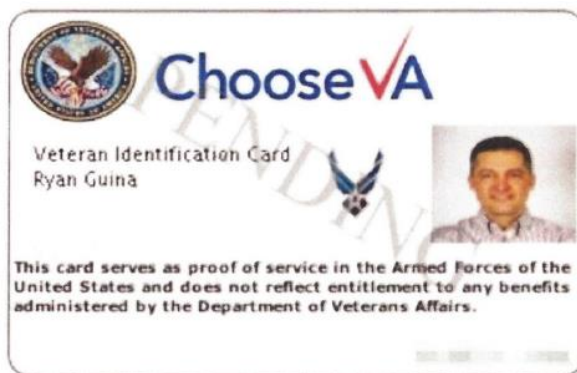 Choose VA
PENDING
Veteran Identification Card
Ryan Guina
This card serves as proof of service in the Armed Forces of the
United States and does not reflect entitlement to any benefits
administered by the Department of Veterans Affairs.